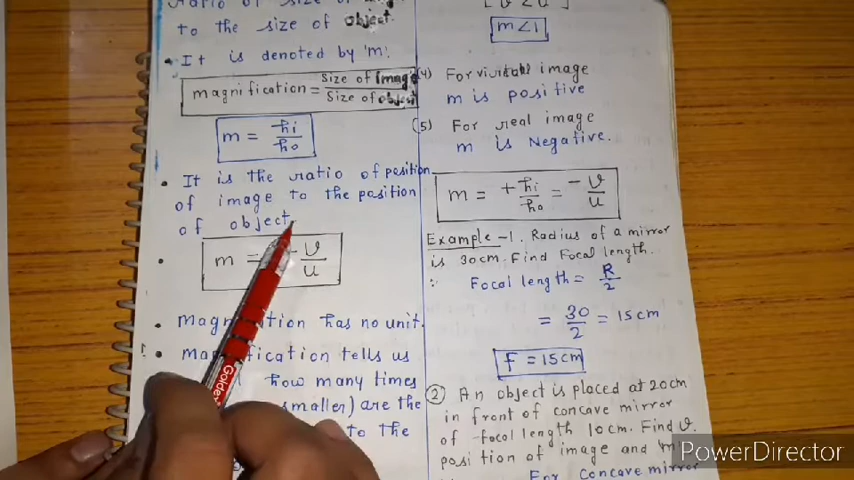 ratio of size of
to the size of object.
It is denoted by 'm'.
magnification = Size of image / Size of object
m = hi / ho
It is the ratio of position
of image to the position
of object
m = - v / u
Magnification has no unit.
Magnification tells us
how many times
smaller) are the
to the
[v < u]
m < 1
(4) For virtual image
m is positive
(5) For real image
m is Negative.
m = + hi / ho = - v / u
Example-1. Radius of a mirror
is 30cm. Find Focal length.
∵ Focal length = R / 2
= 30 / 2 = 15cm
f = 15cm
② An object is placed at 20cm
in front of concave mirror
of focal length 10cm. Find v.
position of image and 'm'
For Concave mirror
Golde
PowerDirector